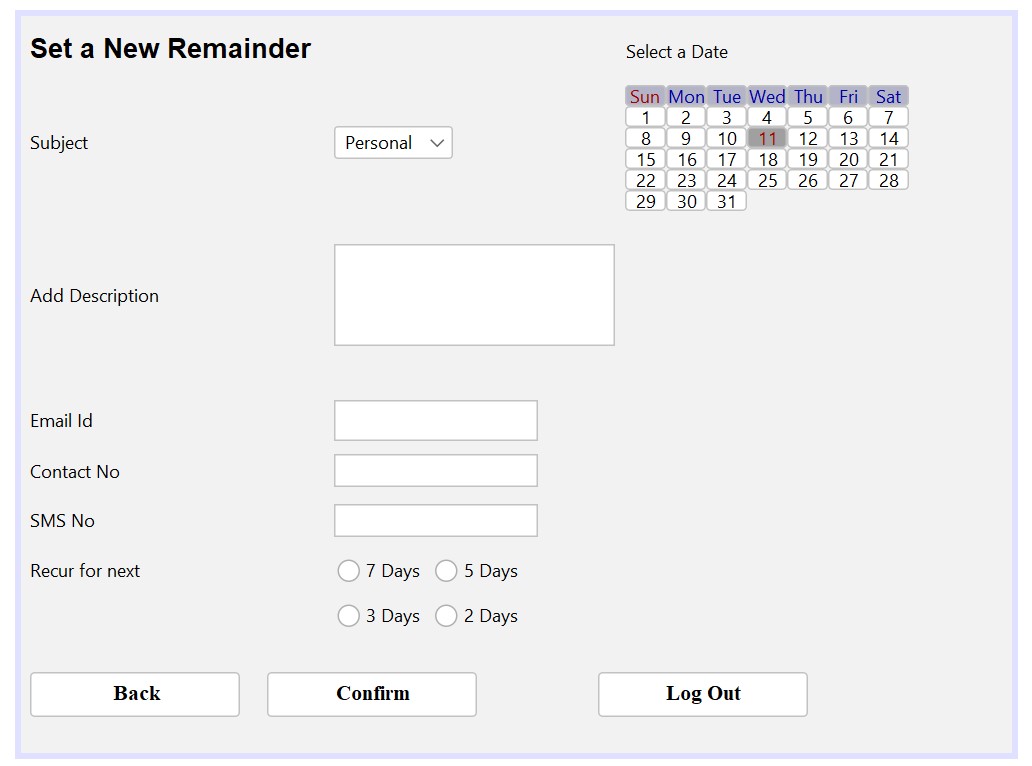 Set a New Remainder
Select a Date
Sun Mon Tue Wed Thu Fri Sat
1 2 3 4 5 6 7
8 9 10 11 12 13 14
15 16 17 18 19 20 21
22 23 24 25 26 27 28
29 30 31
Subject
Personal
Add Description
Email Id
Contact No
SMS No
Recur for next
7 Days 5 Days
3 Days 2 Days
Back Confirm Log Out